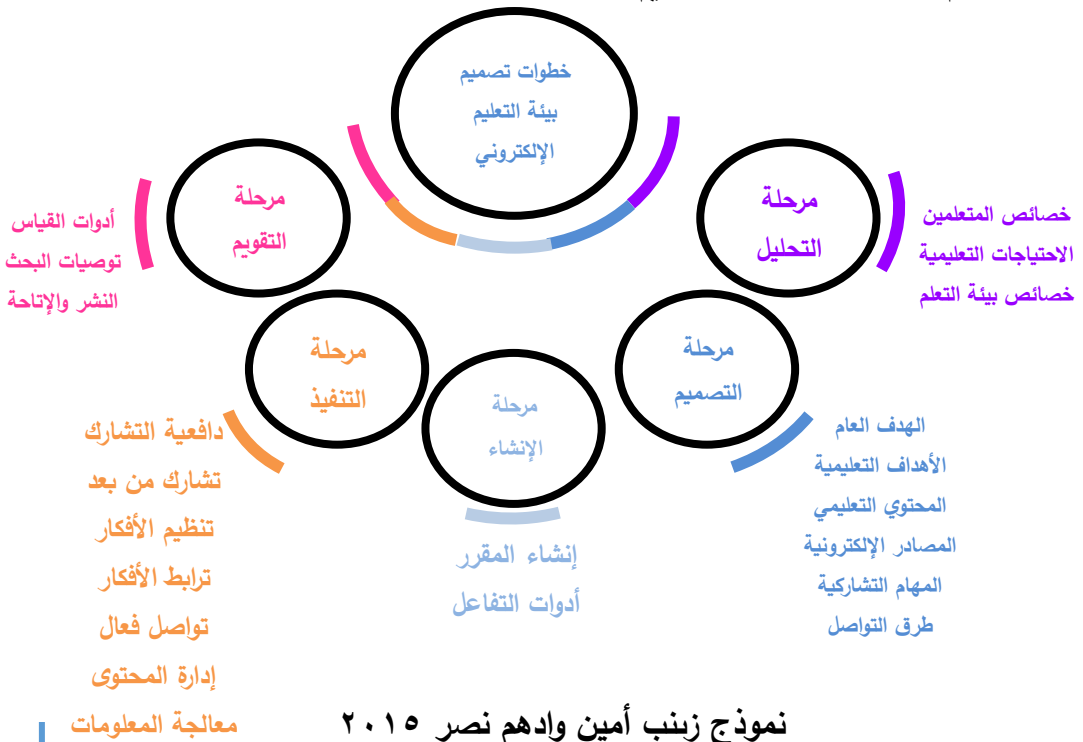 خطوات تصميم
بيئة التعليم
الإلكتروني
مرحلة
التحليل
خصائص المتعلمين
الاحتياجات التعليمية
خصائص بيئة التعلم
مرحلة
التصميم
الهدف العام
الأهداف التعليمية
المحتوي التعليمي
المصادر الإلكترونية
المهام التشاركية
طرق التواصل
مرحلة
الإنشاء
إنشاء المقرر
أدوات التفاعل
مرحلة
التنفيذ
دافعية التشارك
تشارك من بعد
تنظيم الأفكار
ترابط الأفكار
تواصل فعال
إدارة المحتوى
معالجة المعلومات
مرحلة
التقويم
أدوات القياس
توصيات البحث
النشر والإتاحة
نموذج زينب أمين وادهم نصر ٢٠١٥